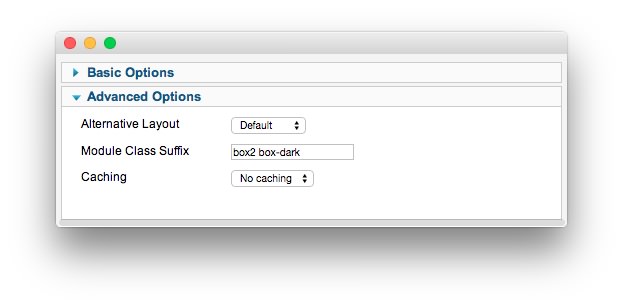 Basic Options
Advanced Options
Alternative Layout Default
Module Class Suffix box2 box-dark
Caching No caching